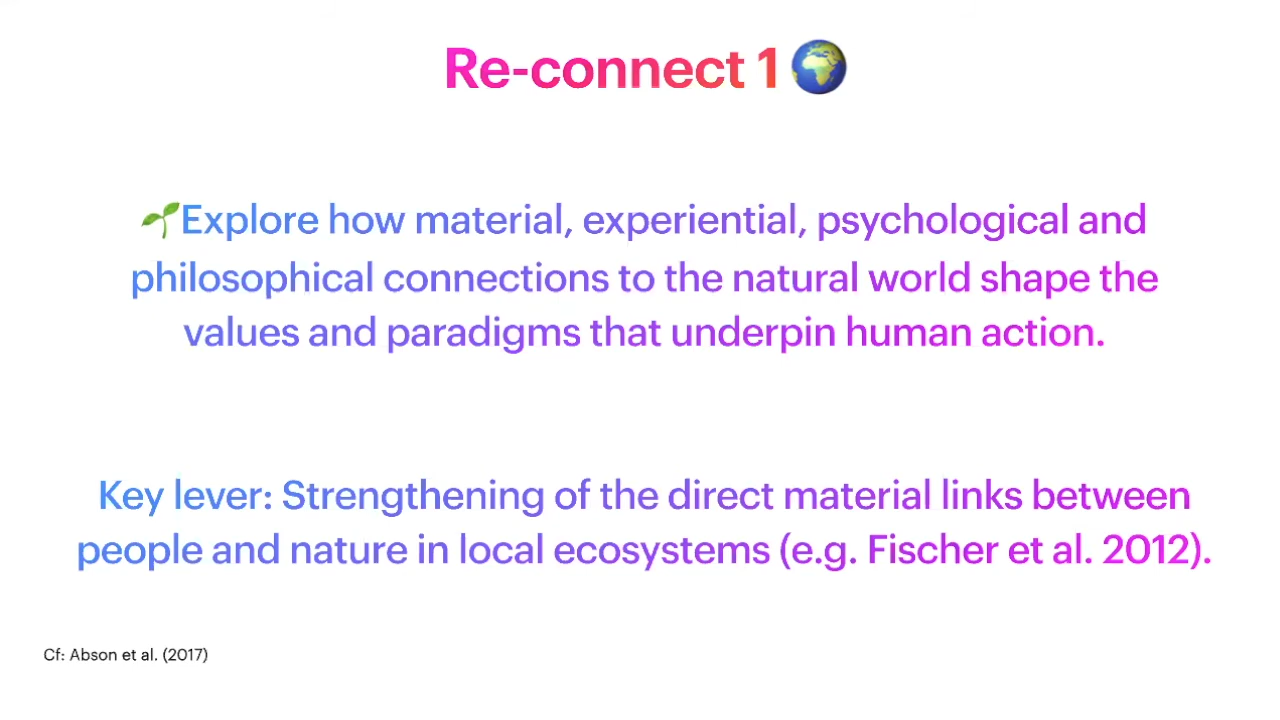 Re-connect 1 🌍
🌱Explore how material, experiential, psychological and
philosophical connections to the natural world shape the
values and paradigms that underpin human action.
Key lever: Strengthening of the direct material links between
people and nature in local ecosystems (e.g. Fischer et al. 2012).
Cf: Abson et al. (2017)